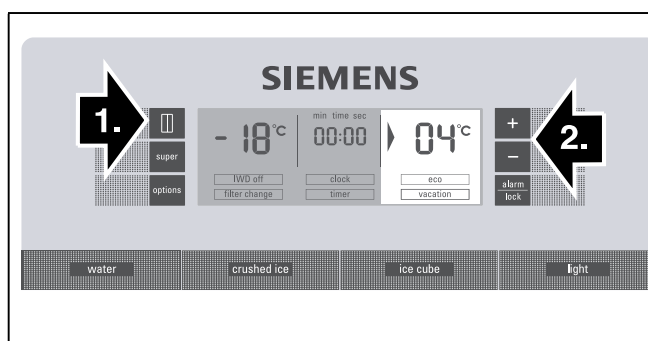 SIEMENS
1.
super
options
- 18°C
IWD off
filter change
min time sec
00:00
clock
timer
04°C
eco
vacation
+
-
alarm
lock
2.
water
crushed ice
ice cube
light